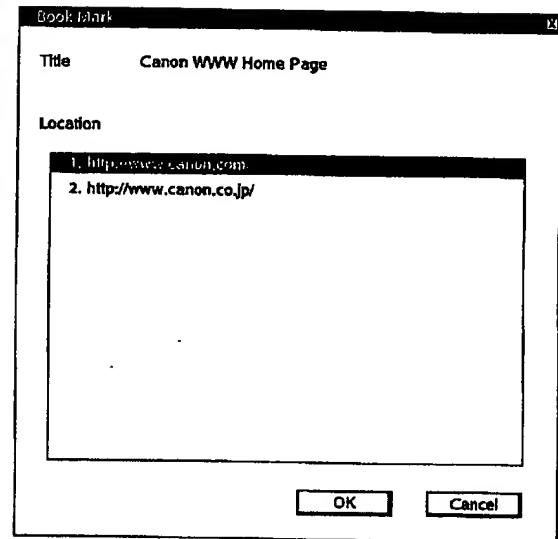 Book Mark
Title Canon WWW Home Page
Location
1. http://www.canon.com
2. http://www.canon.co.jp/
OK Cancel